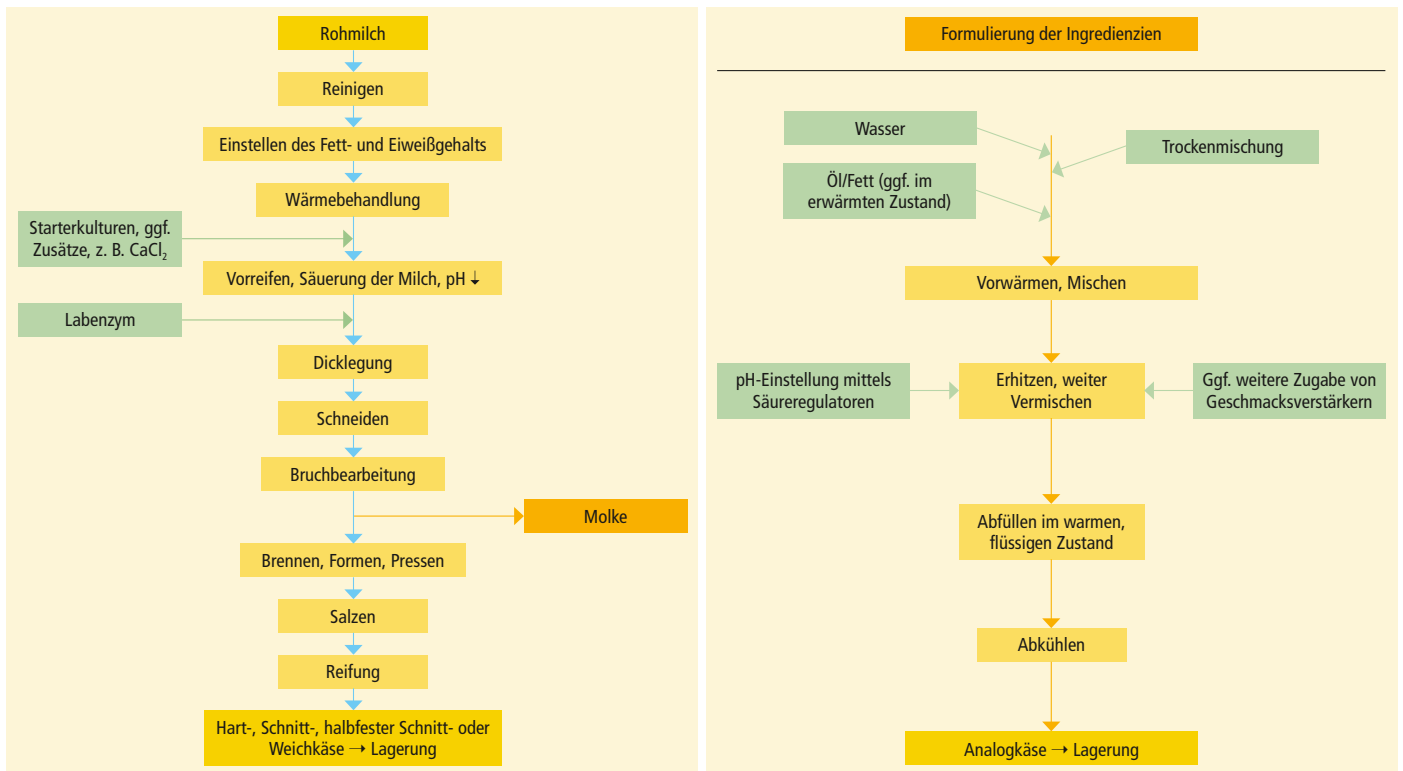 Rohmilch
Reinigen
Einstellen des Fett- und Eiweißgehalts
Wärmebehandlung
Starterkulturen, ggf.
Zusätze, z. B. CaCl₂
Vorreifen, Säuerung der Milch, pH ↓
Labenzym
Dicklegung
Schneiden
Bruchbearbeitung
Molke
Brennen, Formen, Pressen
Salzen
Reifung
Hart-, Schnitt-, halbfester Schnitt- oder
Weichkäse → Lagerung
Formulierung der Ingredienzien
Wasser
Trockenmischung
Öl/Fett (ggf. im
erwärmten Zustand)
Vorwärmen, Mischen
pH-Einstellung mittels
Säureregulatoren
Erhitzen, weiter
Vermischen
Ggf. weitere Zugabe von
Geschmacksverstärkern
Abfüllen im warmen,
flüssigen Zustand
Abkühlen
Analogkäse → Lagerung